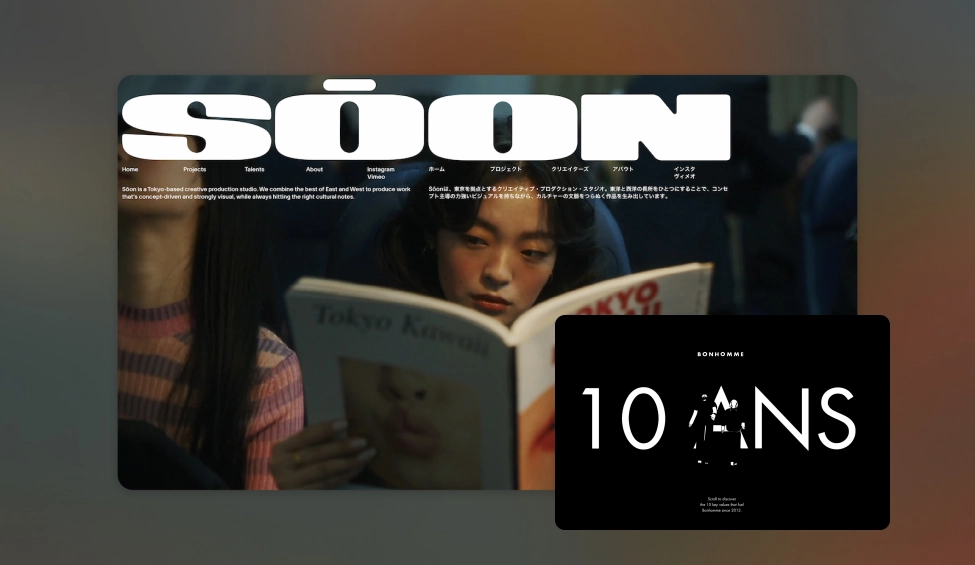 SŌON
Home Projects Talents About Instagram
Vimeo
ホーム プロジェクト クリエイターズ アバウト インスタ
ヴィメオ
Sōon is a Tokyo-based creative production studio. We combine the best of East and West to produce work
that's concept-driven and strongly visual, while always hitting the right cultural notes.
Sōonは、東京を拠点とするクリエイティブ・プロダクション・スタジオ。東洋と西洋の長所をひとつにすることで、コンセ
プト主導の力強いビジュアルを持ちながら、カルチャーの文脈をつらぬく作品を生み出しています。
Tokyo Kawaii
BONHOMME
10 ANS
Scroll to discover
the 10 key values that fuel
Bonhomme since 2012.